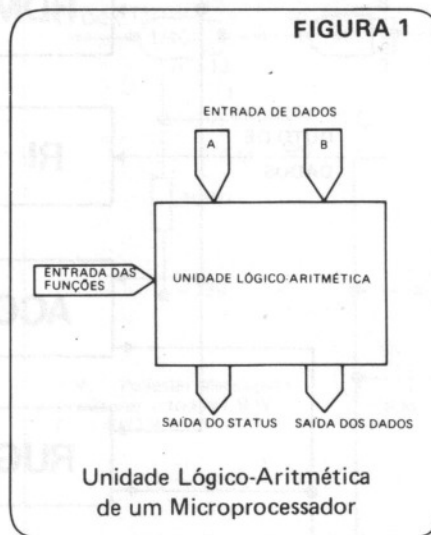 FIGURA 1
ENTRADA DE DADOS
A
B
ENTRADA DAS
FUNÇÕES
UNIDADE LÓGICO-ARITMÉTICA
SAÍDA DO STATUS
SAÍDA DOS DADOS
Unidade Lógico-Aritmética
de um Microprocessador